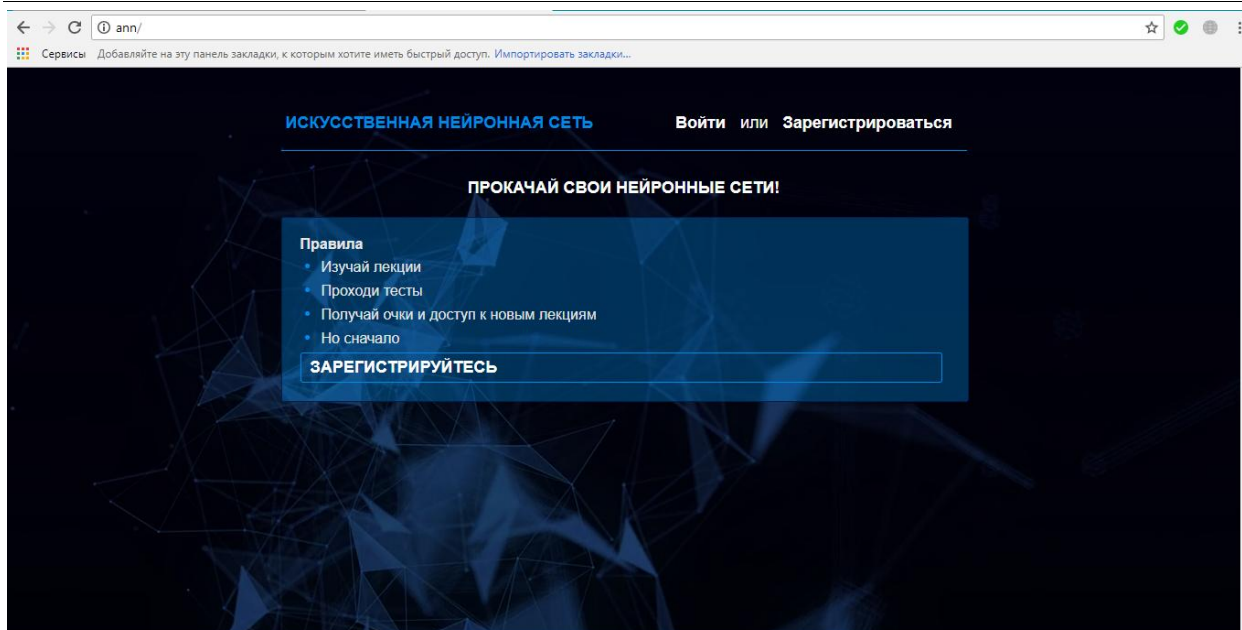 ann/
Сервисы Добавляйте на эту панель закладки, к которым хотите иметь быстрый доступ. Импортировать закладки...
ИСКУССТВЕННАЯ НЕЙРОННАЯ СЕТЬ Войти или Зарегистрироваться
ПРОКАЧАЙ СВОИ НЕЙРОННЫЕ СЕТИ!
Правила
Изучай лекции
Проходи тесты
Получай очки и доступ к новым лекциям
Но сначало
ЗАРЕГИСТРИРУЙТЕСЬ